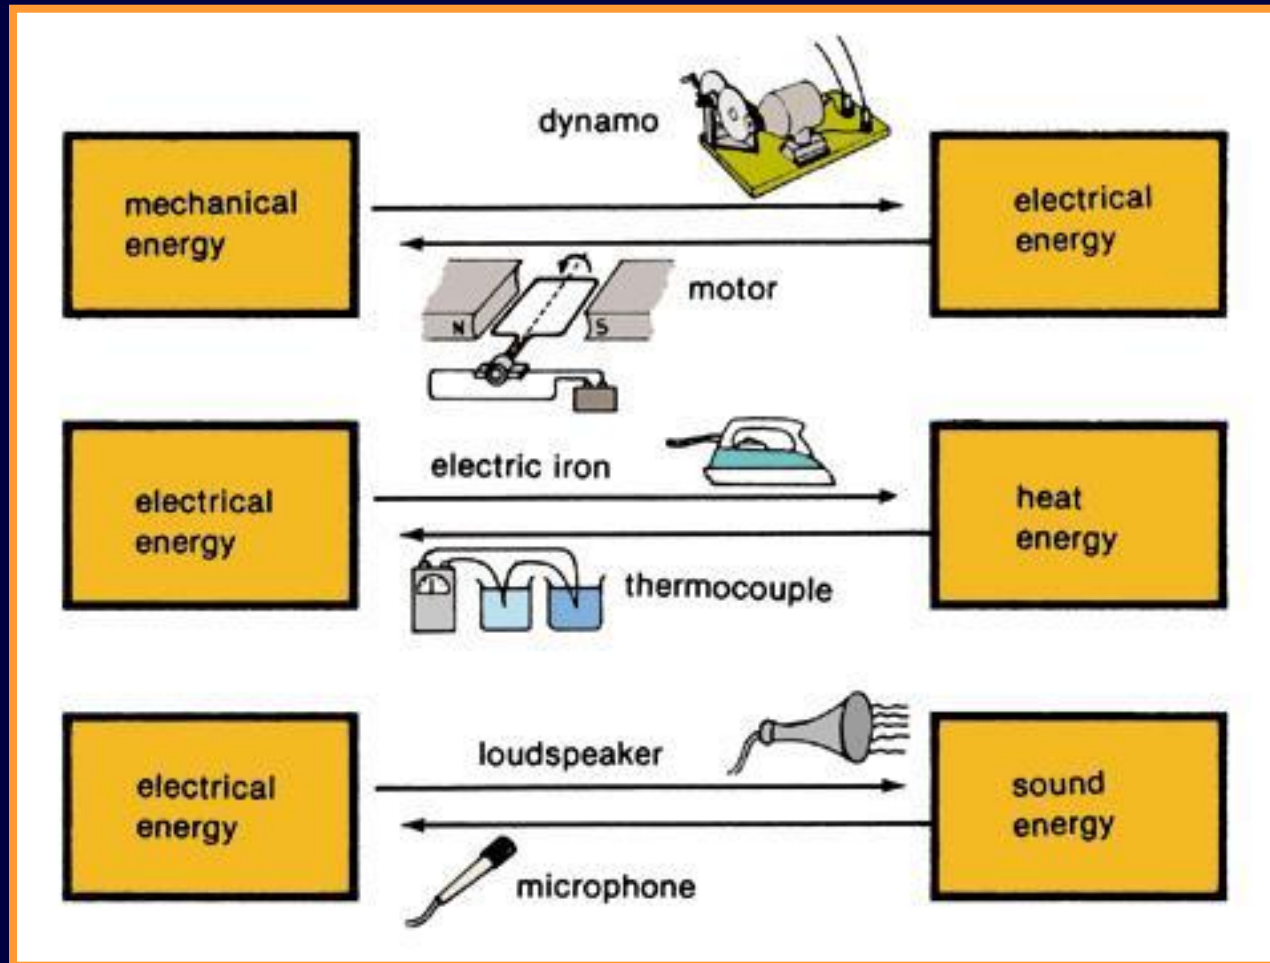 dynamo
mechanical
energy
electrical
energy
motor
N
S
electric iron
electrical
energy
heat
energy
thermocouple
loudspeaker
electrical
energy
sound
energy
microphone